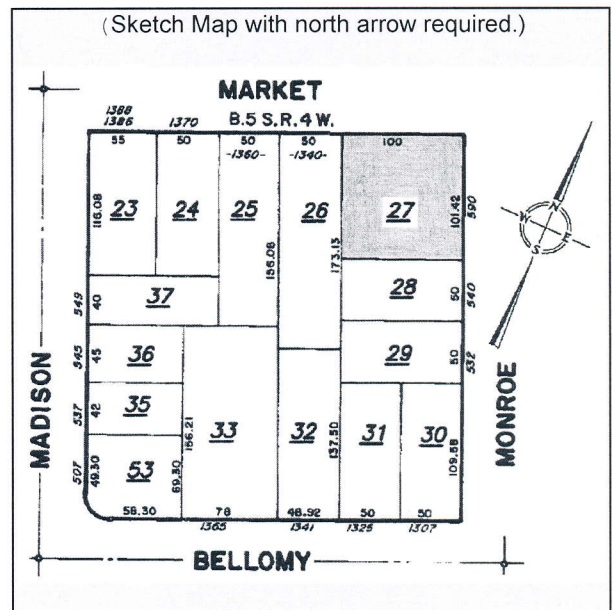 (Sketch Map with north arrow required.)
MARKET
B.5 S.R.4 W.
1388
1386
1370
55 50 50 50 100
-1360- -1340-
23 24 25 26 27
116.08
156.08
173.13
101.42
590
N
W
E
S
37
549
40
28
50
540
36
545
45
29
50
532
35
537
42
156.21
33
32
137.50
31
30
109.58
53
507
49.30
69.30
58.30 78 48.92 50 50
1365 1341 1325 1307
MADISON
MONROE
BELLOMY